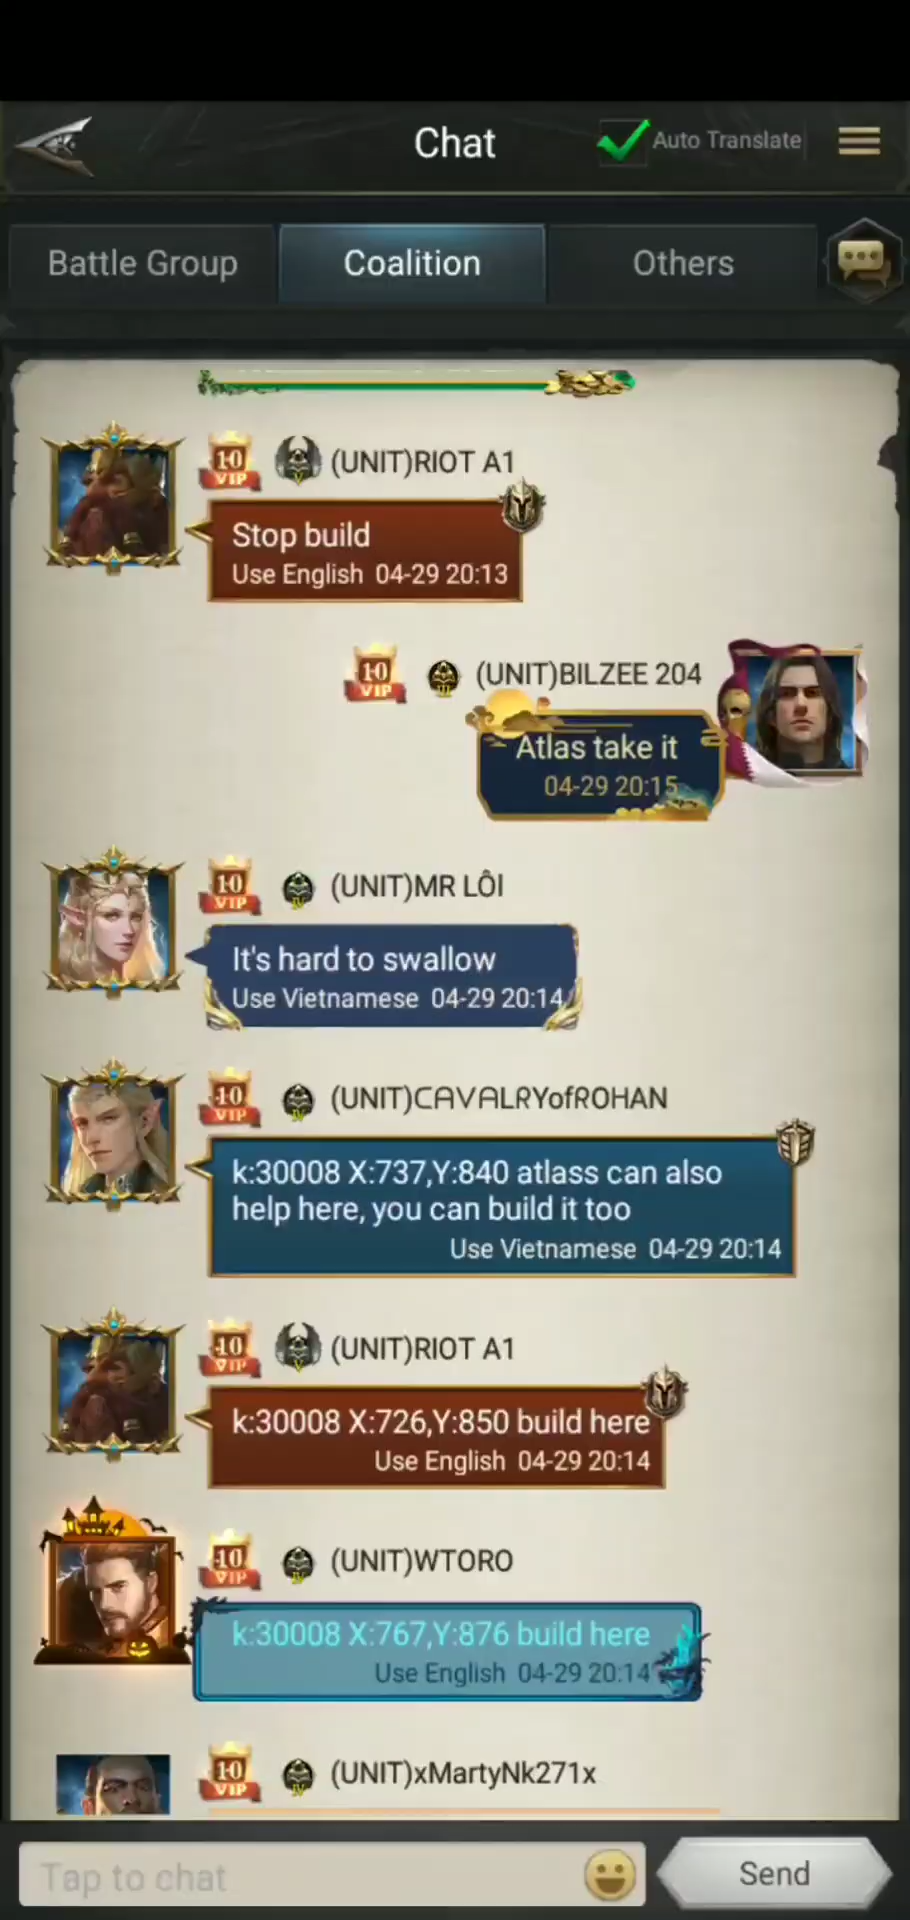 Chat
Auto Translate
Battle Group
Coalition
Others
10
VIP
V
(UNIT)RIOT A1
Stop build
Use English 04-29 20:13
10
VIP
III
(UNIT)BILZEE 204
Atlas take it
04-29 20:15
10
VIP
IV
(UNIT)MR LÔI
It's hard to swallow
Use Vietnamese 04-29 20:14
10
VIP
IV
(UNIT)CAVALRYofROHAN
k:30008 X:737,Y:840 atlass can also
help here, you can build it too
Use Vietnamese 04-29 20:14
10
VIP
V
(UNIT)RIOT A1
k:30008 X:726,Y:850 build here
Use English 04-29 20:14
10
VIP
IV
(UNIT)WTORO
k:30008 X:767,Y:876 build here
Use English 04-29 20:14
10
VIP
IV
(UNIT)xMartyNk271x
Tap to chat
Send